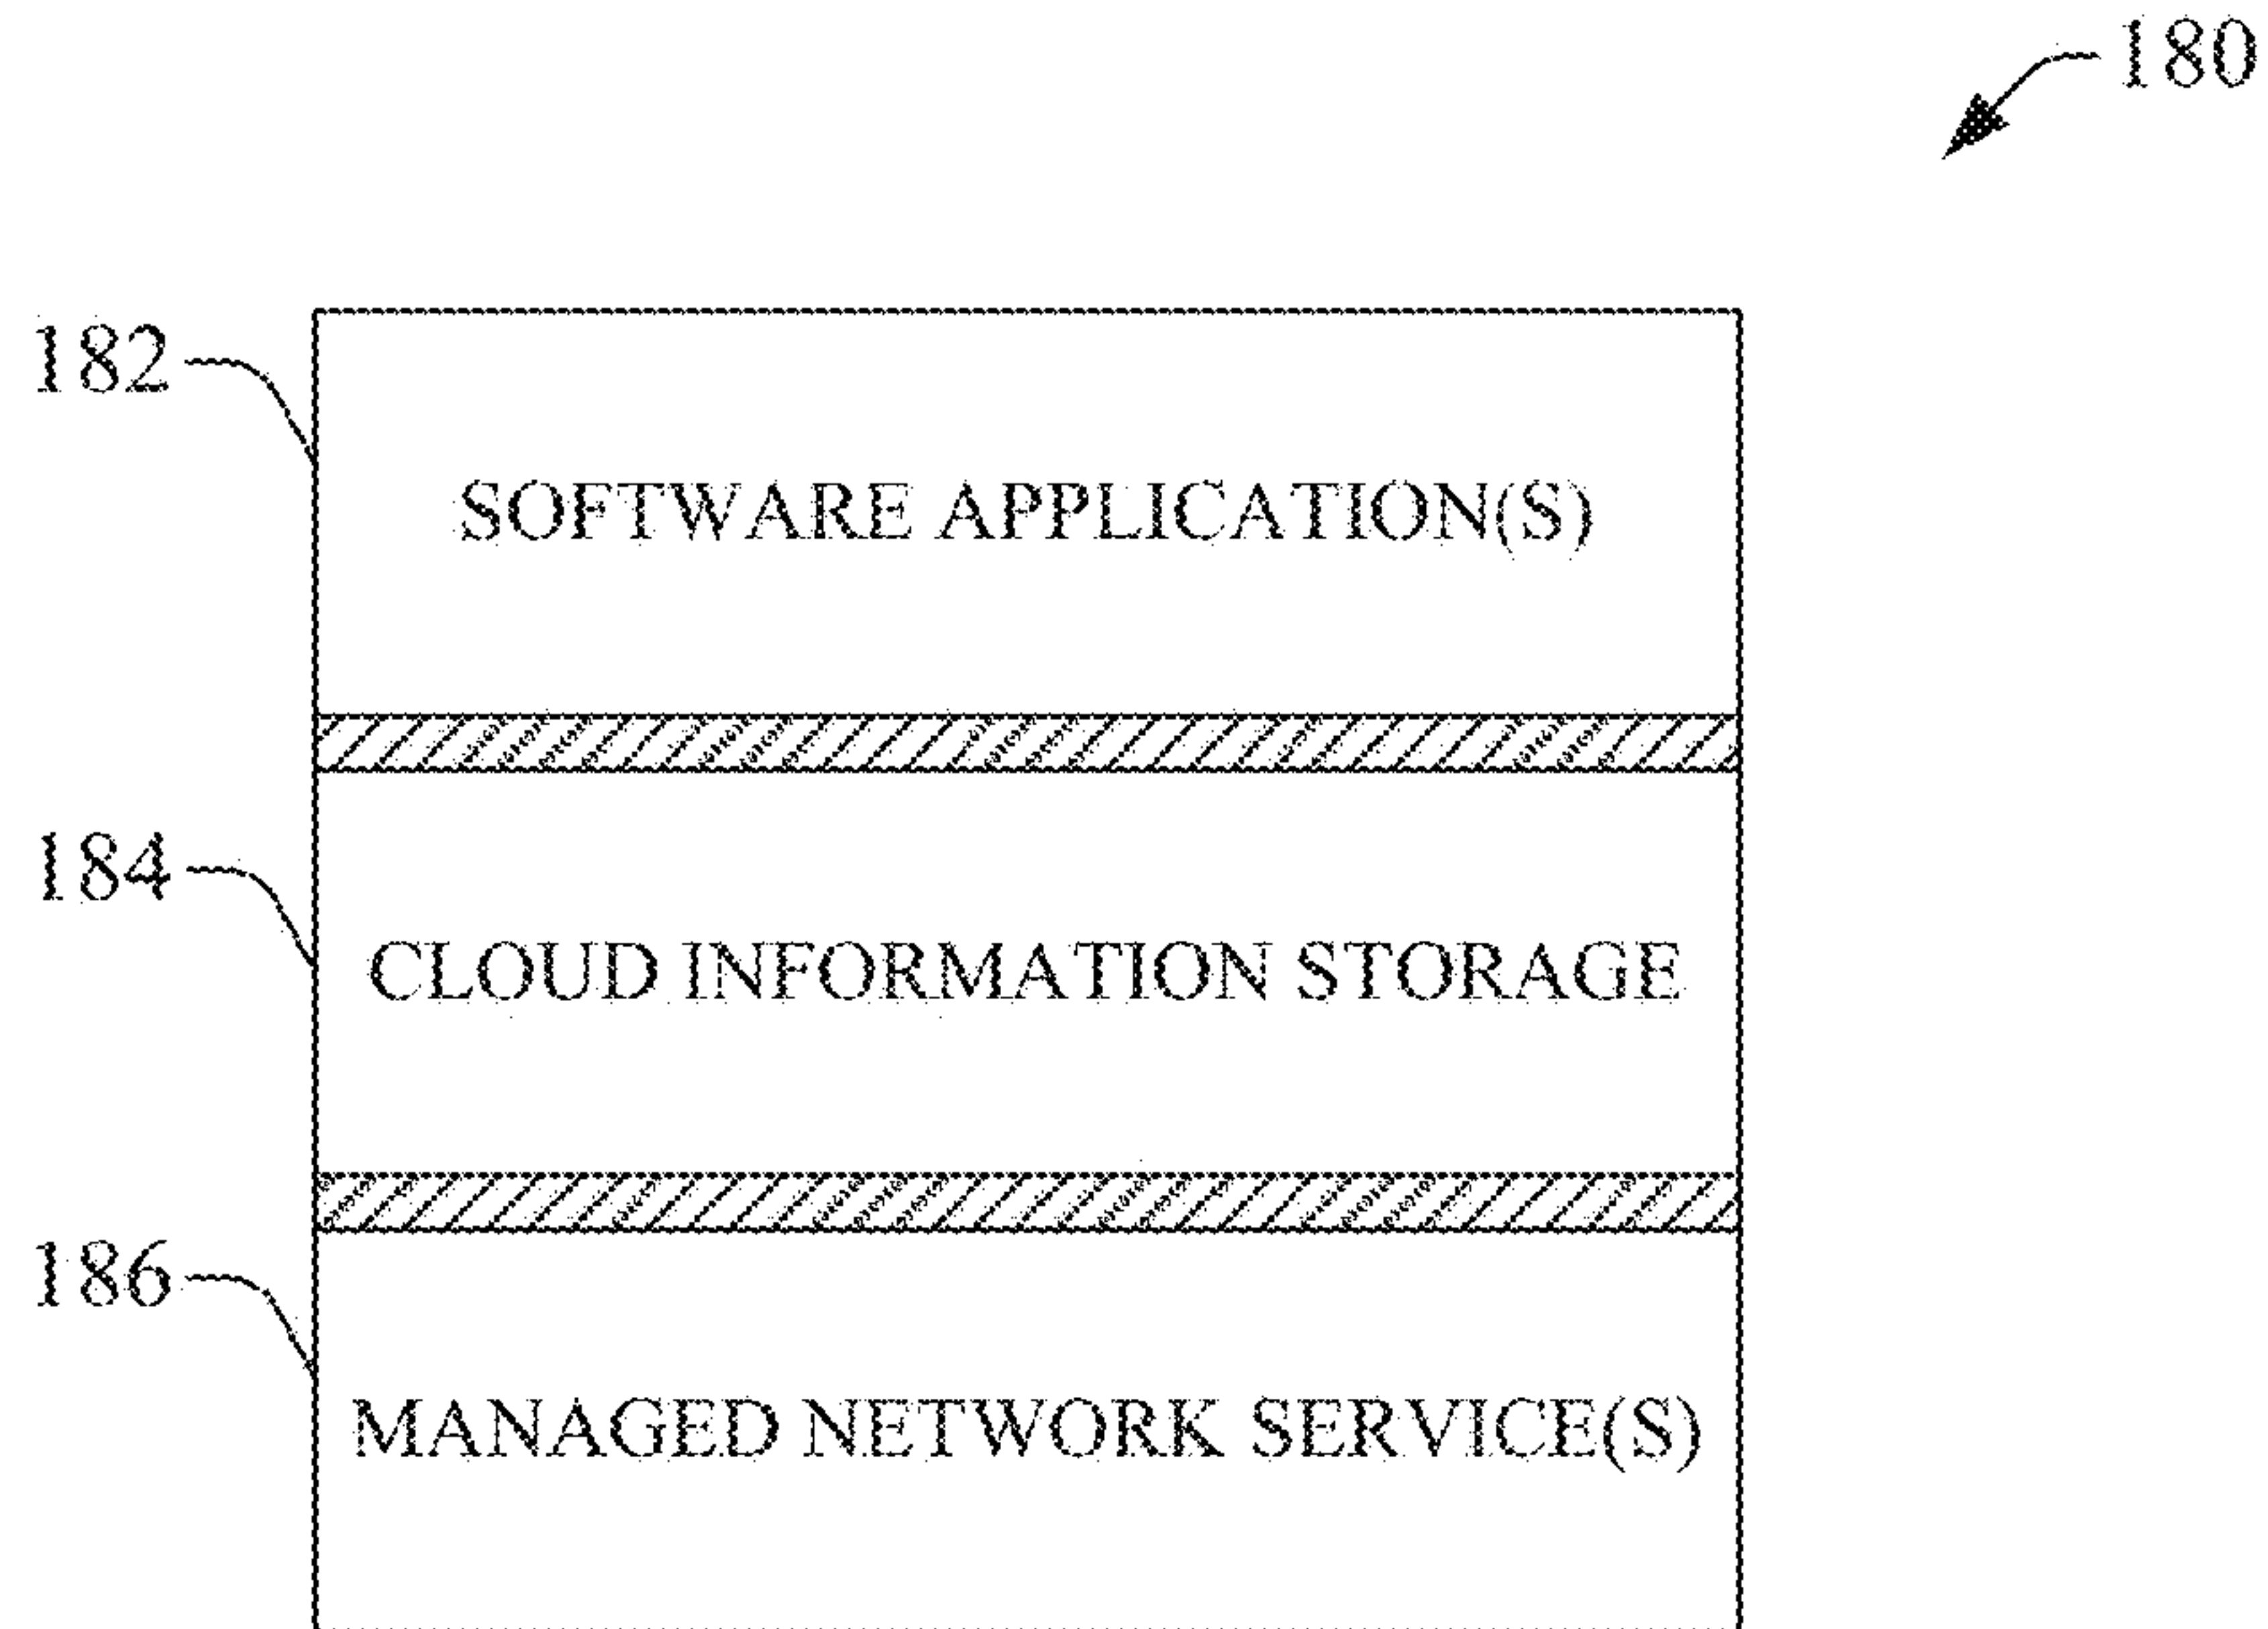 180
182
SOFTWARE APPLICATION(S)
184
CLOUD INFORMATION STORAGE
186
MANAGED NETWORK SERVICE(S)